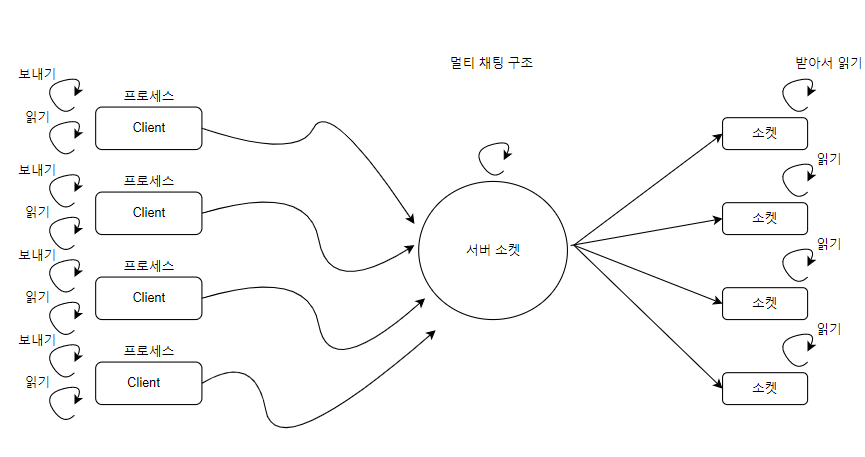 멀티 채팅 구조
받아서 읽기
보내기
프로세스
읽기
Client
소켓
보내기
프로세스
읽기
Client
읽기
소켓
서버 소켓
보내기
프로세스
읽기
Client
읽기
소켓
보내기
프로세스
읽기
Client
읽기
소켓